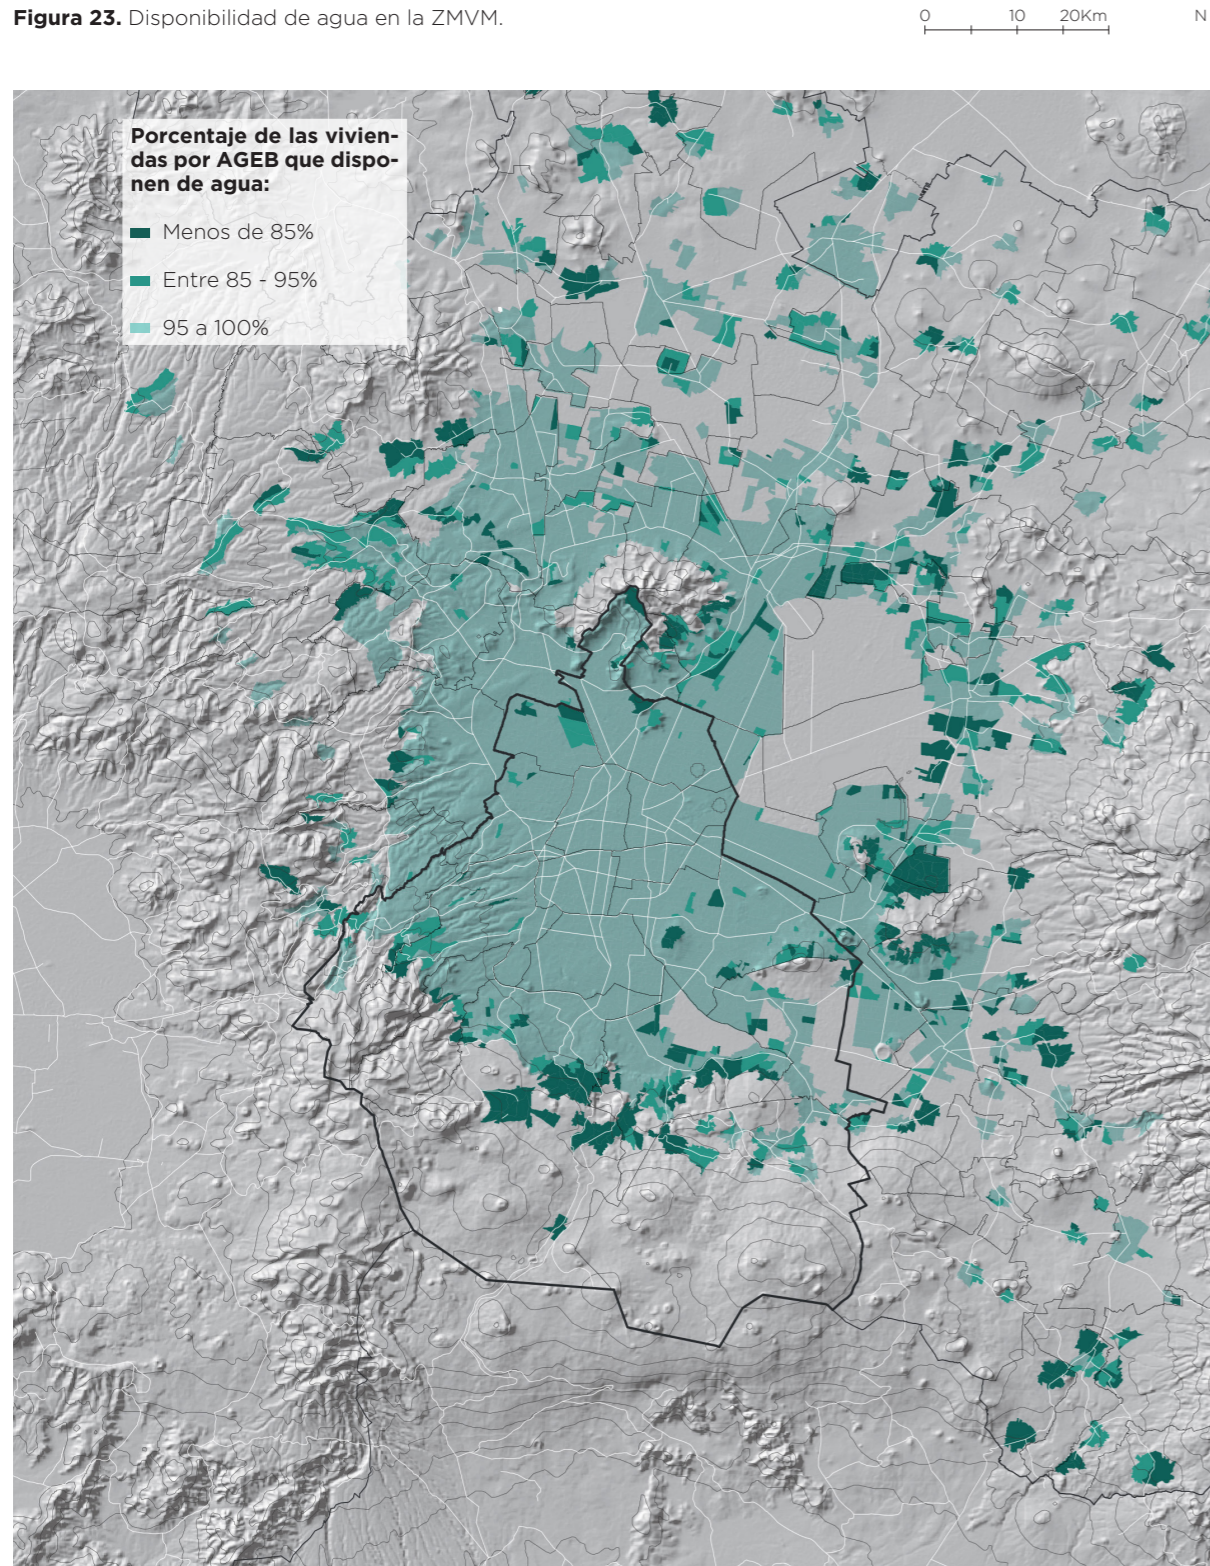 Figura 23. Disponibilidad de agua en la ZMVM.
0 10 20Km
N
Porcentaje de las vivien-
das por AGEB que dispo-
nen de agua:
Menos de 85%
Entre 85 - 95%
95 a 100%